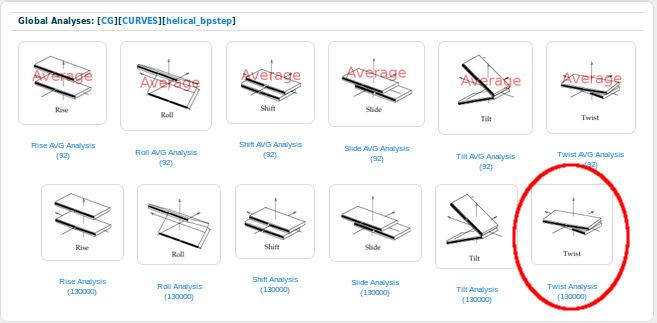 Global Analyses: [CG][CURVES][helical_bpstep]
Average Average Average Average Average Average
Rise Roll Shift Slide Tilt Twist
Rise AVG Analysis Roll AVG Analysis Shift AVG Analysis Slide AVG Analysis Tilt AVG Analysis Twist AVG Analysis
(92) (92) (92) (92) (92) (92)
Rise Roll Shift Slide Tilt Twist
Rise Analysis Roll Analysis Shift Analysis Slide Analysis Tilt Analysis Twist Analysis
(130000) (130000) (130000) (130000) (130000) (130000)